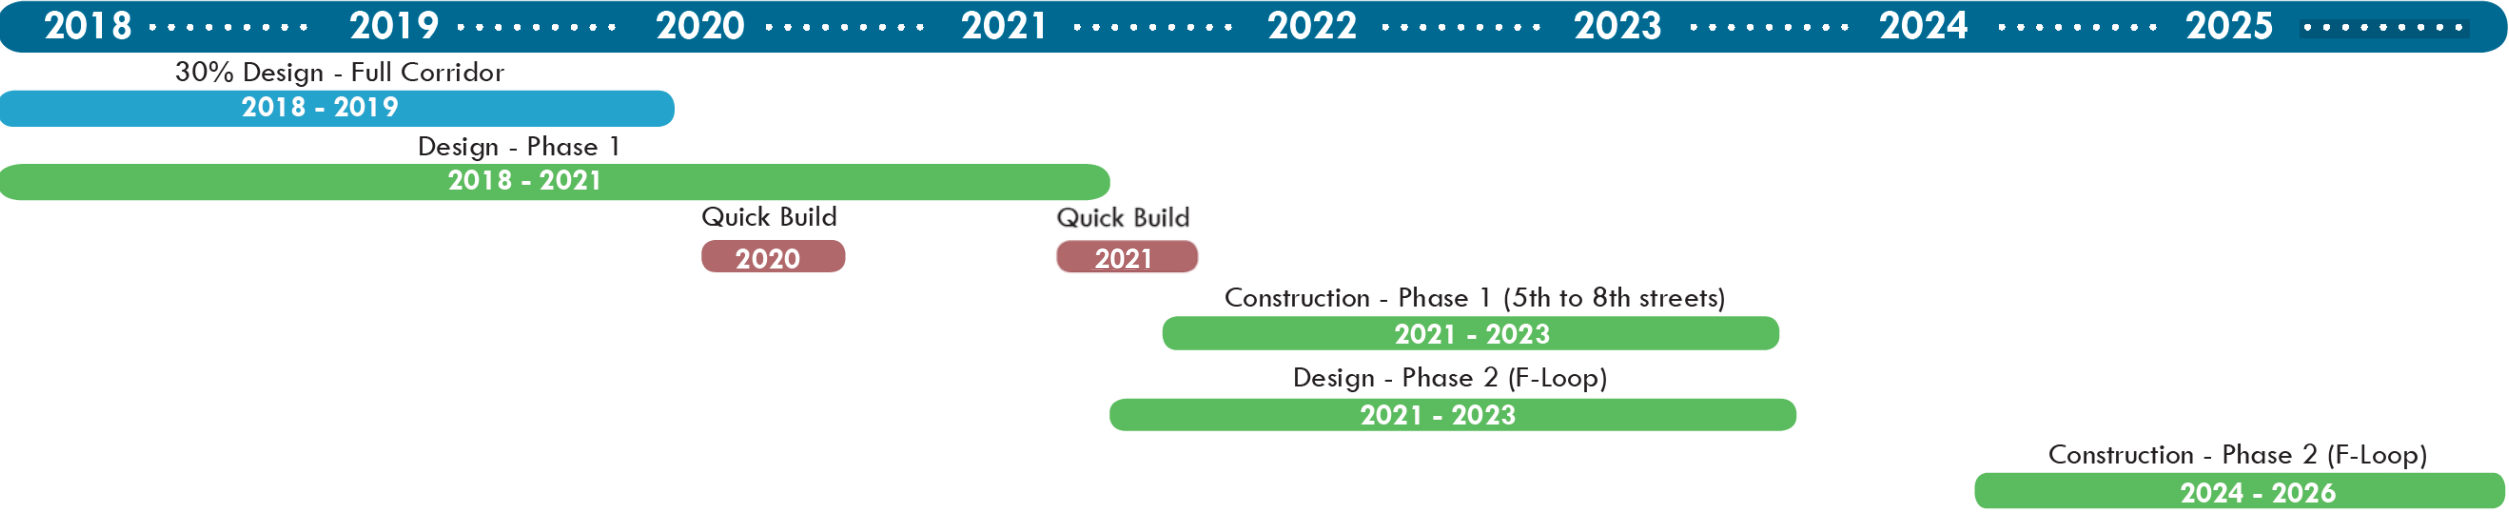 2018 2019 2020 2021 2022 2023 2024 2025
30% Design - Full Corridor
2018 - 2019
Design - Phase 1
2018 - 2021
Quick Build Quick Build
2020 2021
Construction - Phase 1 (5th to 8th streets)
2021 - 2023
Design - Phase 2 (F-Loop)
2021 - 2023
Construction - Phase 2 (F-Loop)
2024 - 2026